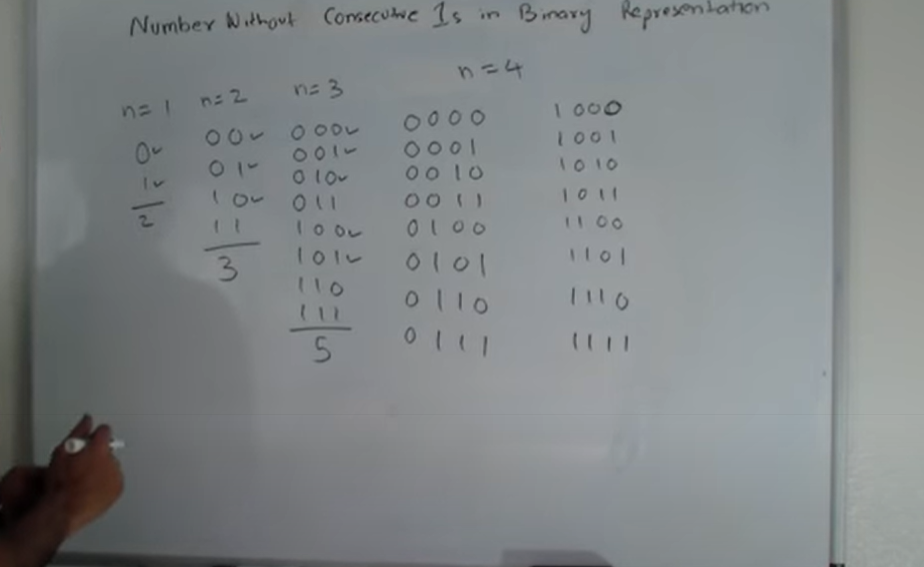 Number Without Consecutive 1s in Binary Representation
n=1 n=2 n=3 n=4
0✓ 00✓ 000✓ 0000 1000
1✓ 01✓ 001✓ 0001 1001
2 10✓ 010✓ 0010 1010
11 011 0011 1011
3 100✓ 0100 1100
101✓ 0101 1101
110 0110 1110
111 0111 1111
5